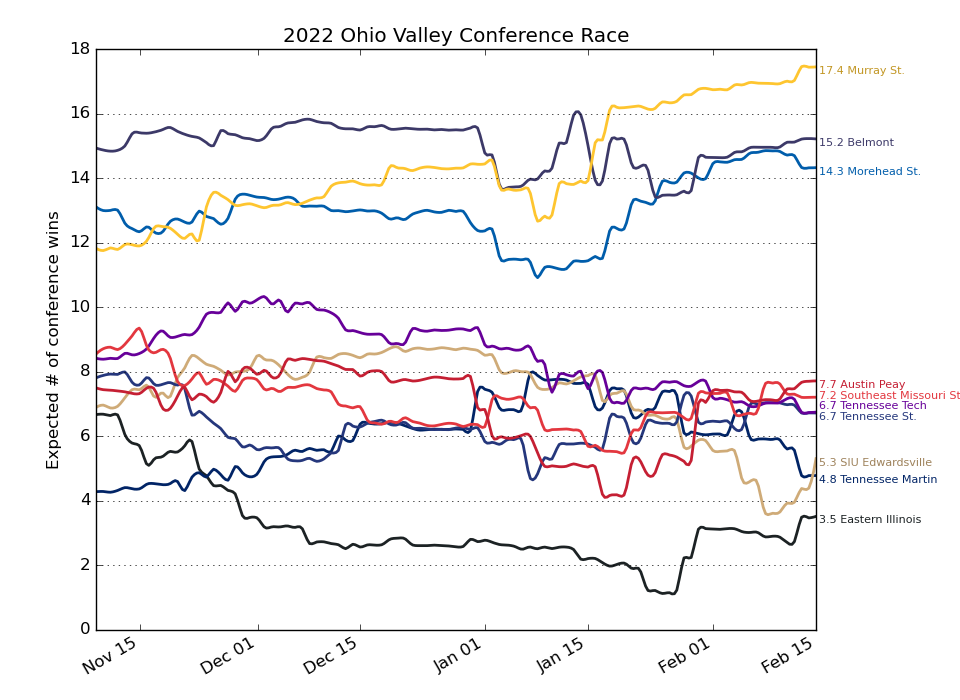 2022 Ohio Valley Conference Race
Expected # of conference wins
18
16
14
12
10
8
6
4
2
0
Nov 15
Dec 01
Dec 15
Jan 01
Jan 15
Feb 01
Feb 15
17.4 Murray St.
15.2 Belmont
14.3 Morehead St.
7.7 Austin Peay
7.2 Southeast Missouri St
6.7 Tennessee Tech
6.7 Tennessee St.
5.3 SIU Edwardsville
4.8 Tennessee Martin
3.5 Eastern Illinois